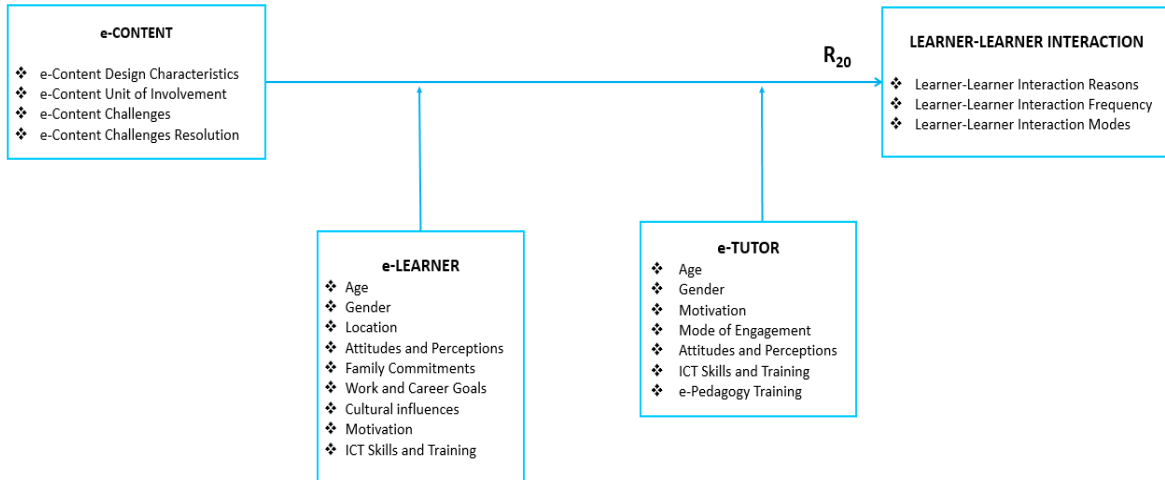 e-CONTENT
❖ e-Content Design Characteristics
❖ e-Content Unit of Involvement
❖ e-Content Challenges
❖ e-Content Challenges Resolution
R20
LEARNER-LEARNER INTERACTION
❖ Learner-Learner Interaction Reasons
❖ Learner-Learner Interaction Frequency
❖ Learner-Learner Interaction Modes
e-LEARNER
❖ Age
❖ Gender
❖ Location
❖ Attitudes and Perceptions
❖ Family Commitments
❖ Work and Career Goals
❖ Cultural influences
❖ Motivation
❖ ICT Skills and Training
e-TUTOR
❖ Age
❖ Gender
❖ Motivation
❖ Mode of Engagement
❖ Attitudes and Perceptions
❖ ICT Skills and Training
❖ e-Pedagogy Training